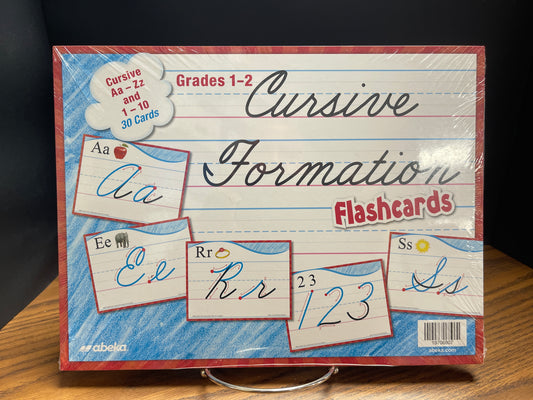 Cursive
Aa – Zz
and
1 – 10
30 Cards
Grades 1–2
Cursive
Formation
Flashcards
Aa
Aa
Ee
Ee
Rr
Rr
2 3
123
Ss
Ss
abeka
abeka.com